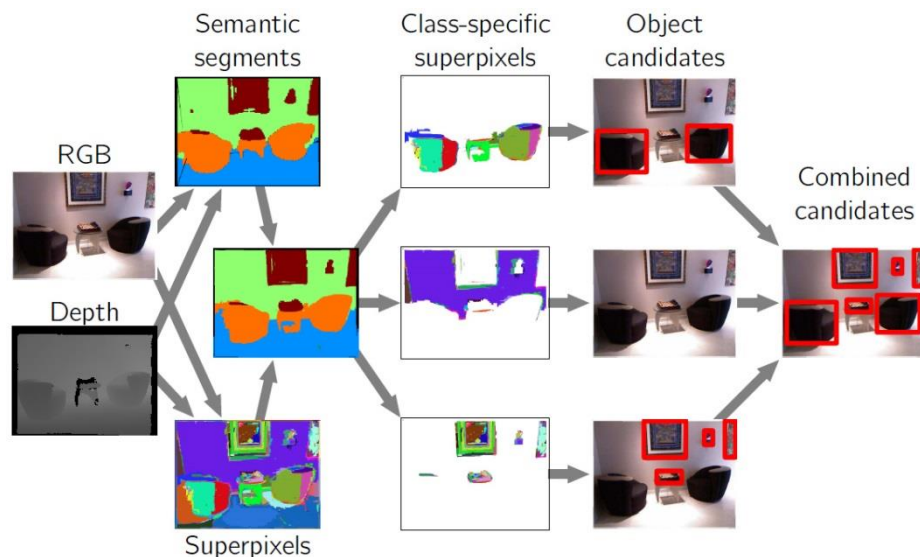 Semantic
segments
Class-specific
superpixels
Object
candidates
RGB
Combined
candidates
Depth
Superpixels